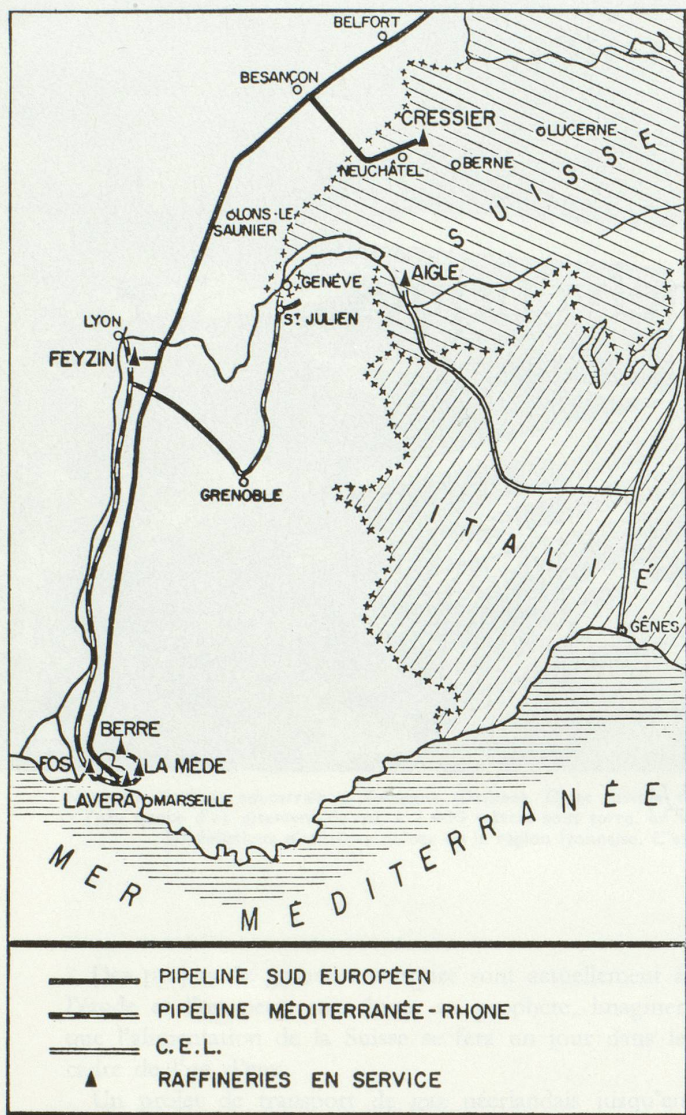 BELFORT
BESANÇON
CRESSIER
LUCERNE
NEUCHÂTEL
BERNE
SUISSE
LONS-LE
SAUNIER
GENÈVE
AIGLE
ST JULIEN
LYON
FEYZIN
GRENOBLE
ITALIÉ
GÊNES
BERRE
FOS
LA MÈDE
LAVERA
MARSEILLE
MER MÉDITERRANÉE
PIPELINE SUD EUROPÉEN
PIPELINE MÉDITERRANÉE-RHONE
C.E.L.
RAFFINERIES EN SERVICE